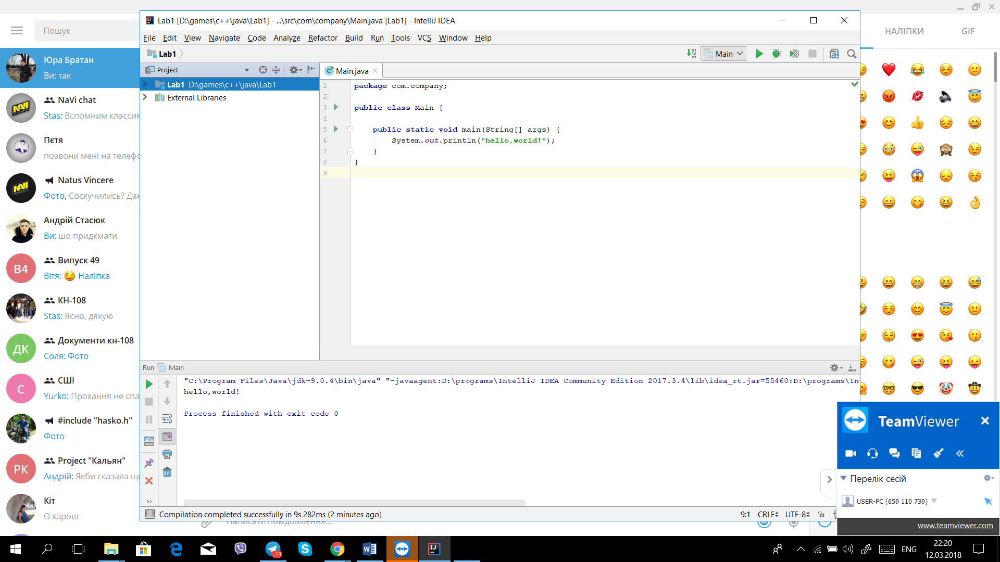 Lab1 [D:\games\c++\java\Lab1] - ...\src\com\company\Main.java [Lab1] - IntelliJ IDEA
File Edit View Navigate Code Analyze Refactor Build Run Tools VCS Window Help
Lab1
Main
Project
Main.java
Lab1 D:\games\c++\java\Lab1
External Libraries
1 package com.company;
2
3 public class Main {
4
5 public static void main(String[] args) {
6 System.out.println("hello,world!");
7 }
8 }
9
Run Main
"C:\Program Files\Java\jdk-9.0.4\bin\java" "-javaagent:D:\programs\IntelliJ IDEA Community Edition 2017.3.4\lib\idea_rt.jar=55460:D:\programs\In
hello,world!
Process finished with exit code 0
Compilation completed successfully in 9s 282ms (2 minutes ago)
9:1 CRLF UTF-8
Пошук
Юра Братан
Ви: так
NaVi chat
Stas: Вспомним классик
Пєтя
позвони мені на телефо
Natus Vincere
Фото, Соскучились? Дан
Андрій Стасюк
Ви: шо придкмати
В4
Випуск 49
Вітя: Наліпка
КН-108
Stas: Ясно, дякую
ДК
Документи кн-108
Соля: Фото
С
СШІ
Yurko: Прохання не спа
#include "hasko.h"
Фото
РК
Project "Кальян"
Андрій: Якби сказала що
Кіт
О харош
Написати повідомлення...
НАЛІПКИ GIF
TeamViewer
Перелік сесій
USER-PC (659 110 739)
www.teamviewer.com
..13
ENG
22:20
12.03.2018